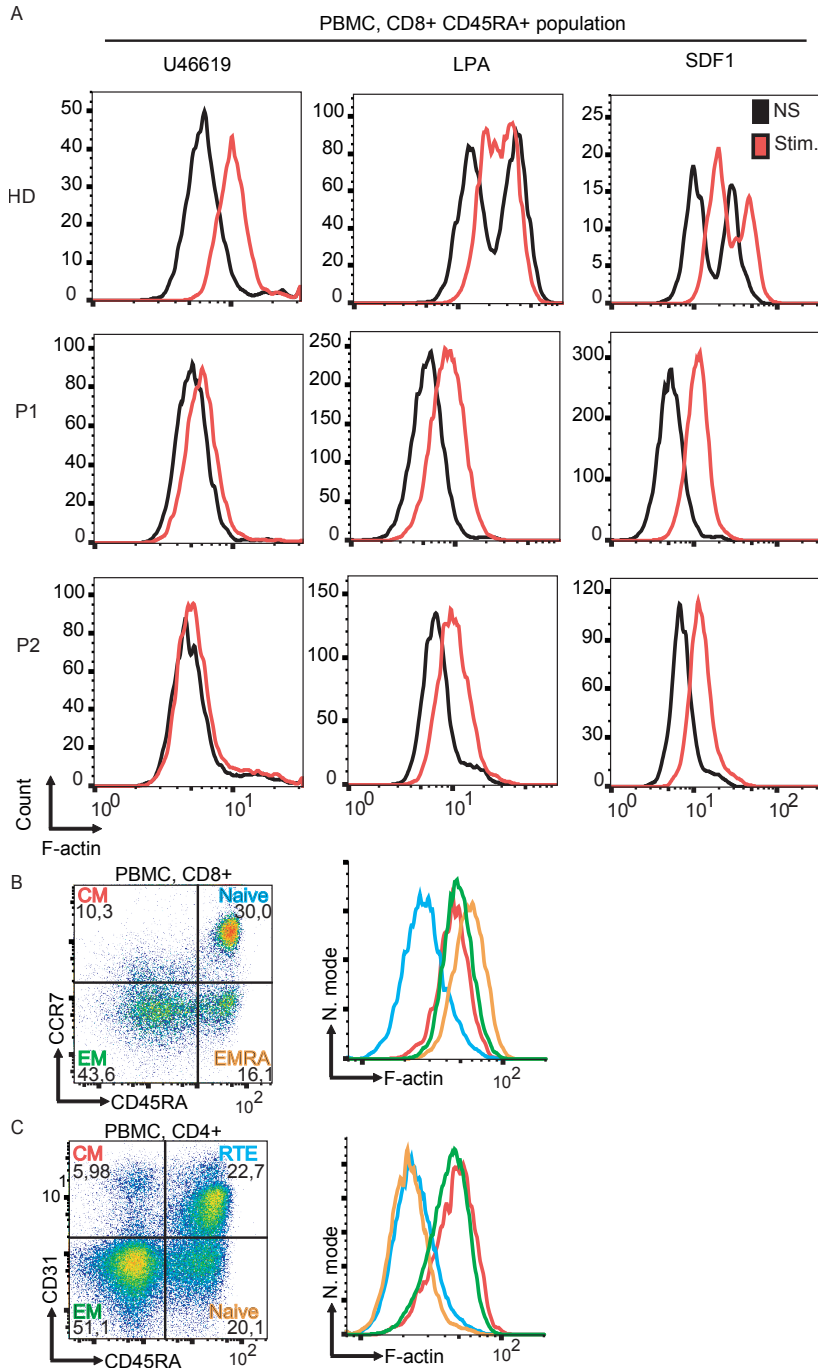 A
PBMC, CD8+ CD45RA+ population
U46619 LPA SDF1
HD
50
40
30
20
10
0
100
80
60
40
20
0
25
20
15
10
5
0
NS
Stim.
P1
100
80
60
40
20
0
250
200
150
100
50
0
300
200
100
0
P2
100
80
60
40
20
0
150
100
50
0
120
90
60
30
0
10^0 10^1
10^0 10^1
10^0 10^1 10^2
Count
F-actin
B
PBMC, CD8+
CM Naive
10,3 30,0
CCR7
EM EMRA
43,6 16,1
CD45RA 10^2
N. mode
F-actin 10^2
C
PBMC, CD4+
CM RTE
5,98 22,7
10^1
CD31
EM Naive
51,1 20,1
CD45RA 10^2
N. mode
F-actin 10^2